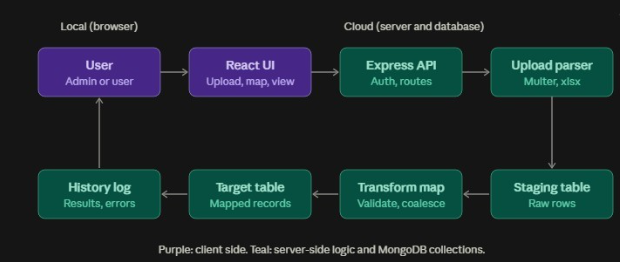 Local (browser)
Cloud (server and database)
User
Admin or user
React UI
Upload, map, view
Express API
Auth, routes
Upload parser
Multer, xlsx
History log
Results, errors
Target table
Mapped records
Transform map
Validate, coalesce
Staging table
Raw rows
Purple: client side. Teal: server-side logic and MongoDB collections.